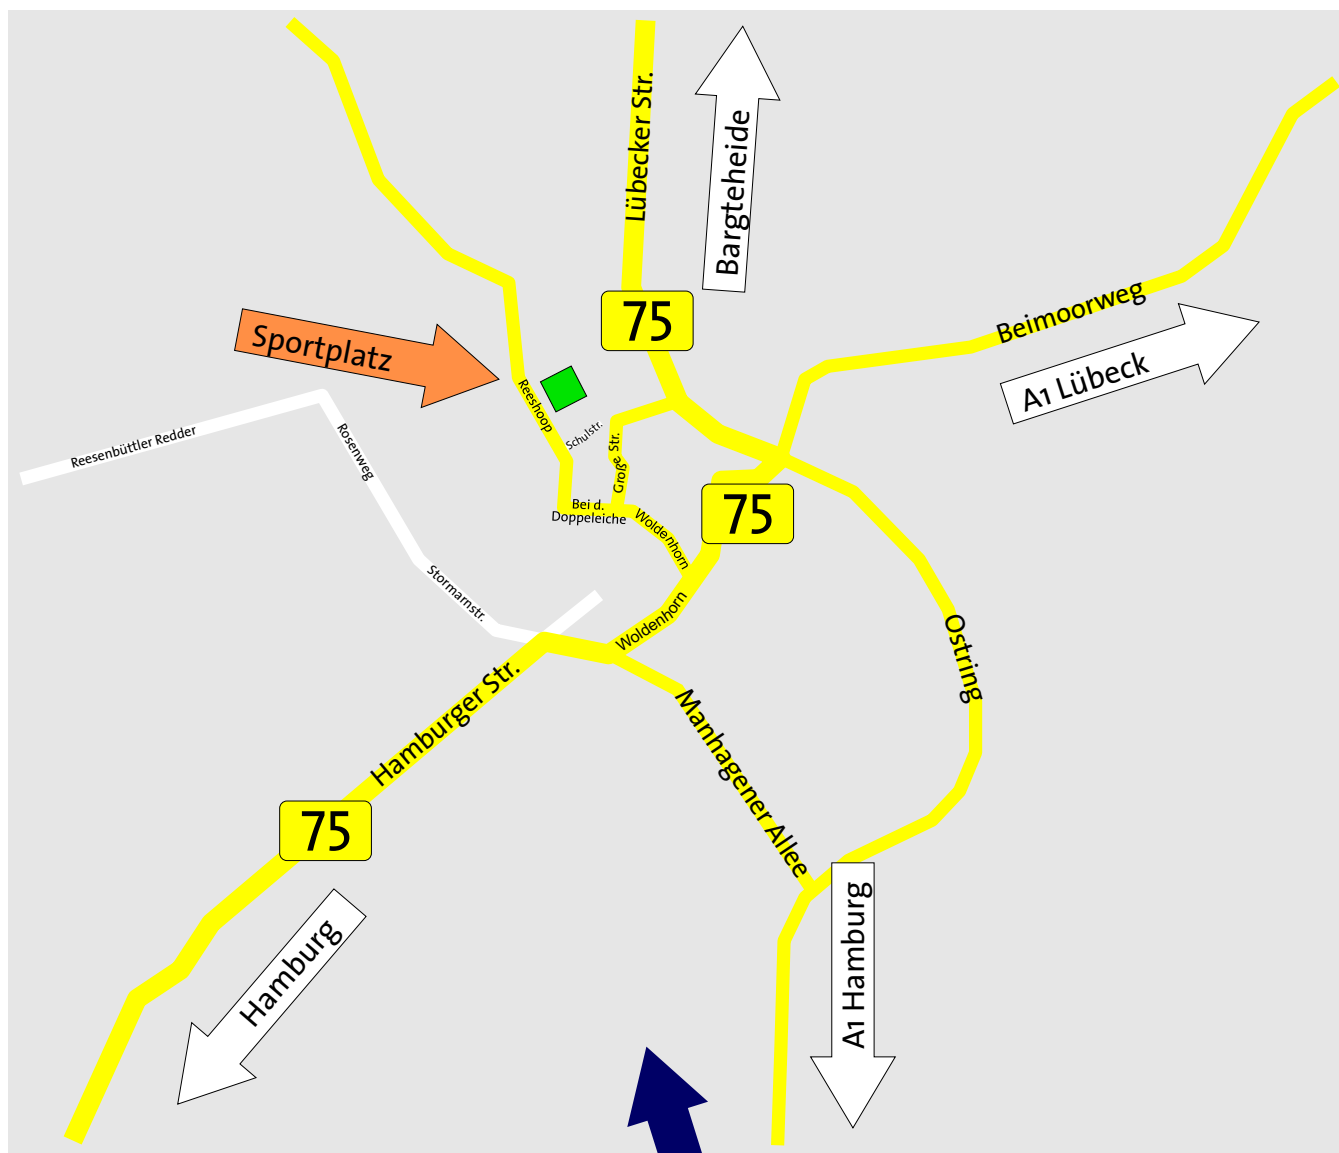 Lübecker Str.
Bargteheide
75
Beimoorweg
A1 Lübeck
Sportplatz
Reeshoop
Schulstr.
Große Str.
Reesenbüttler Redder
Rosenweg
Bei d.
Doppeleiche
Woldenhorn
75
Stormarnstr.
Woldenhorn
Ostring
Hamburger Str.
Manhagener Allee
75
Hamburg
A1 Hamburg